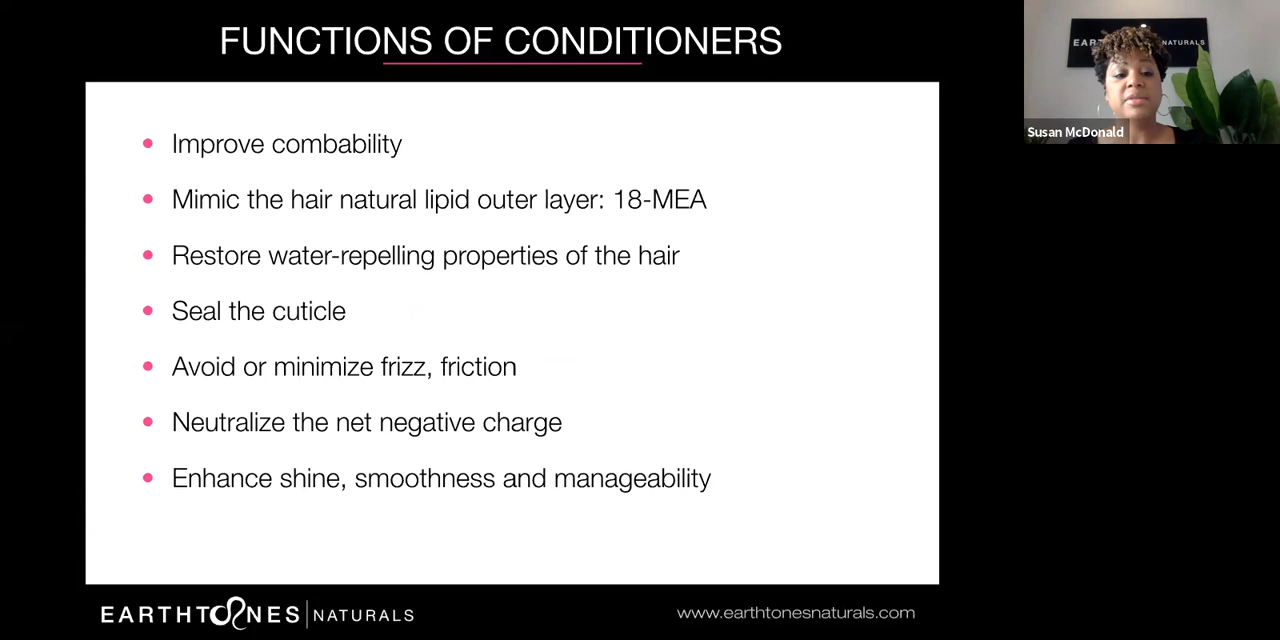 FUNCTIONS OF CONDITIONERS
Improve combability
Mimic the hair natural lipid outer layer: 18-MEA
Restore water-repelling properties of the hair
Seal the cuticle
Avoid or minimize frizz, friction
Neutralize the net negative charge
Enhance shine, smoothness and manageability
EARTHTONES NATURALS
www.earthtonesnaturals.com
NATURALS
Susan McDonald